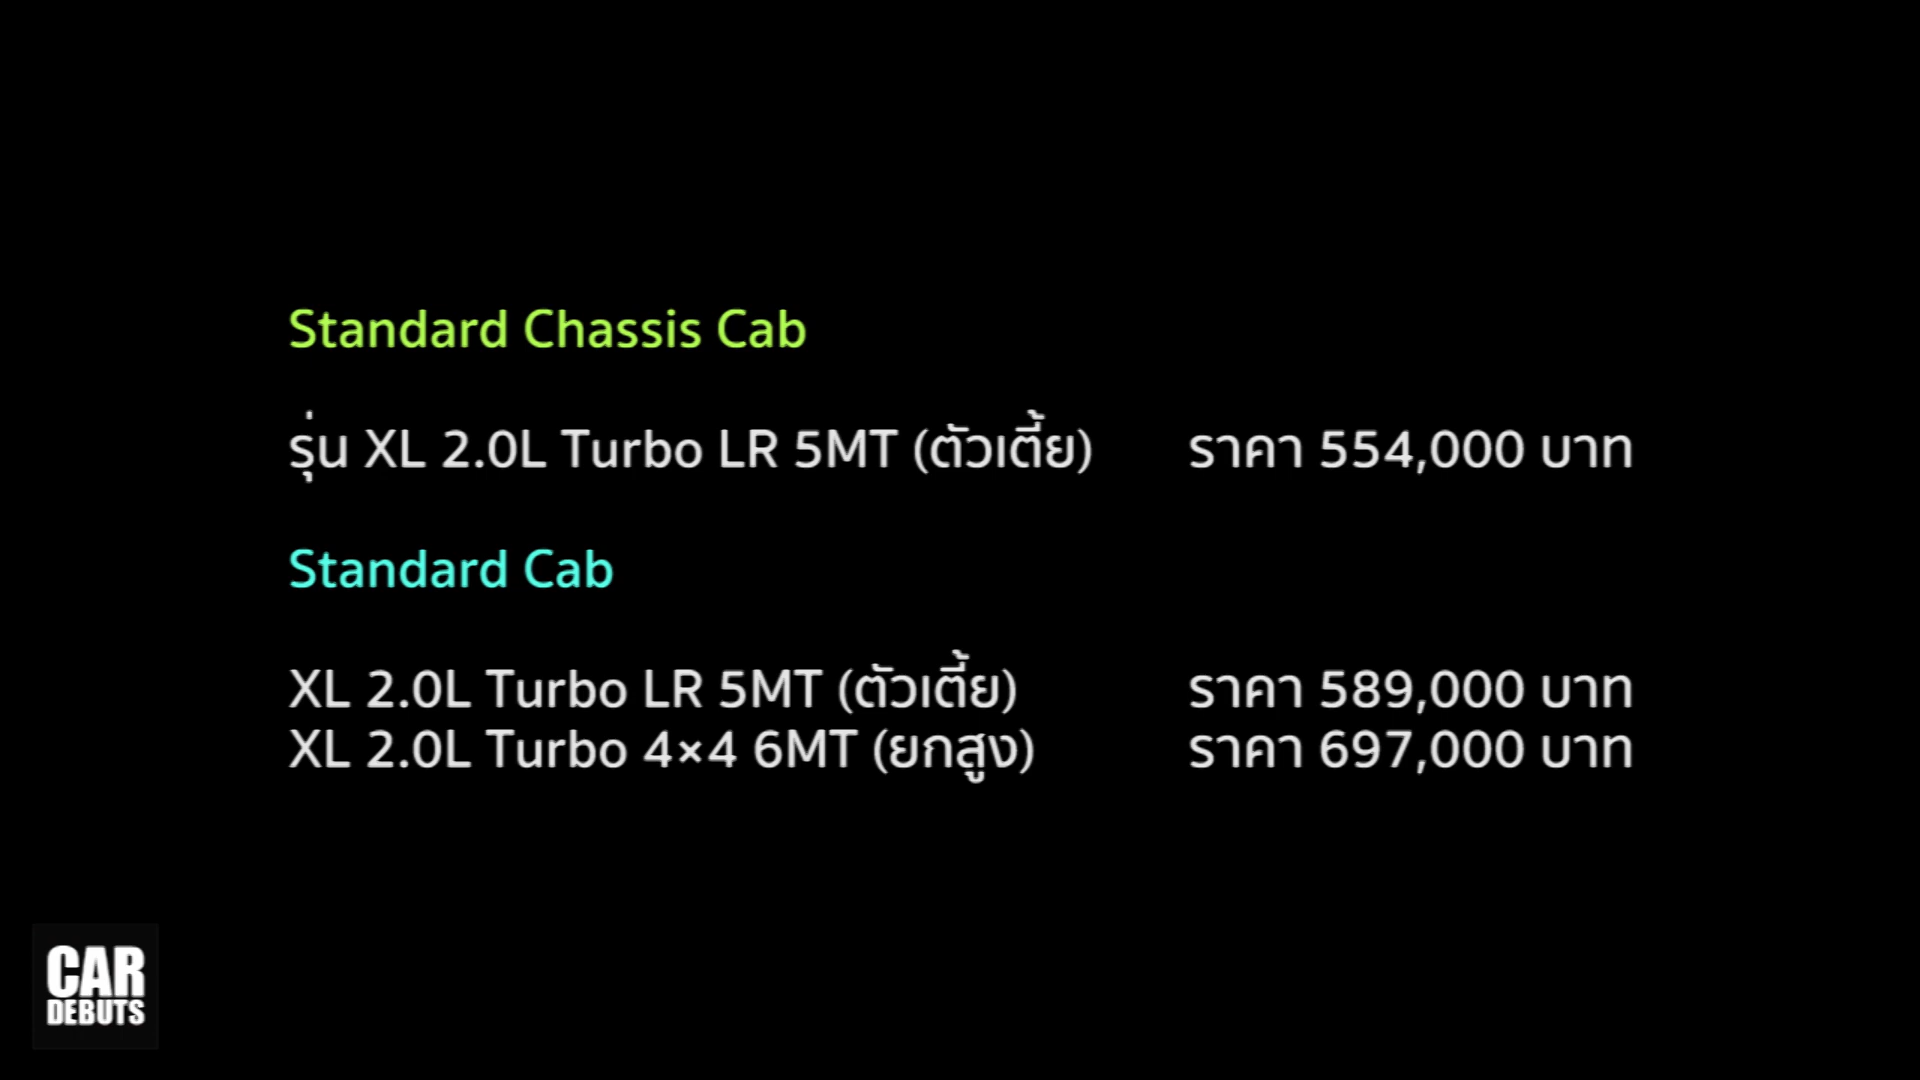 Standard Chassis Cab
รุ่น XL 2.0L Turbo LR 5MT (ตัวเตี้ย) ราคา 554,000 บาท
Standard Cab
XL 2.0L Turbo LR 5MT (ตัวเตี้ย) ราคา 589,000 บาท
XL 2.0L Turbo 4×4 6MT (ยกสูง) ราคา 697,000 บาท
CAR
DEBUTS